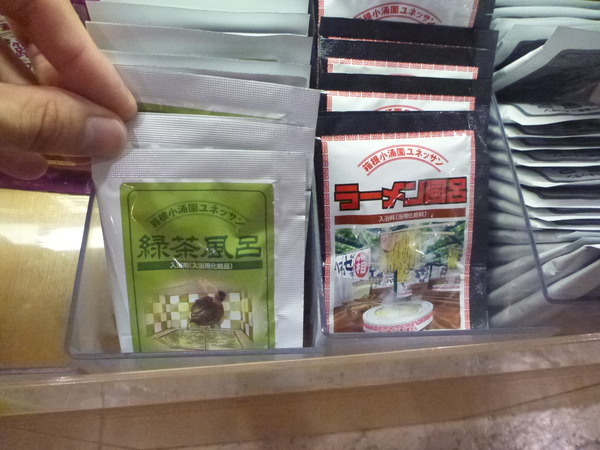 箱根小涌園ユネッサン
緑茶風呂
入浴剤(入浴用化粧品)
箱根小涌園ユネッサン
ラーメン風呂
入浴料(浴用化粧料)